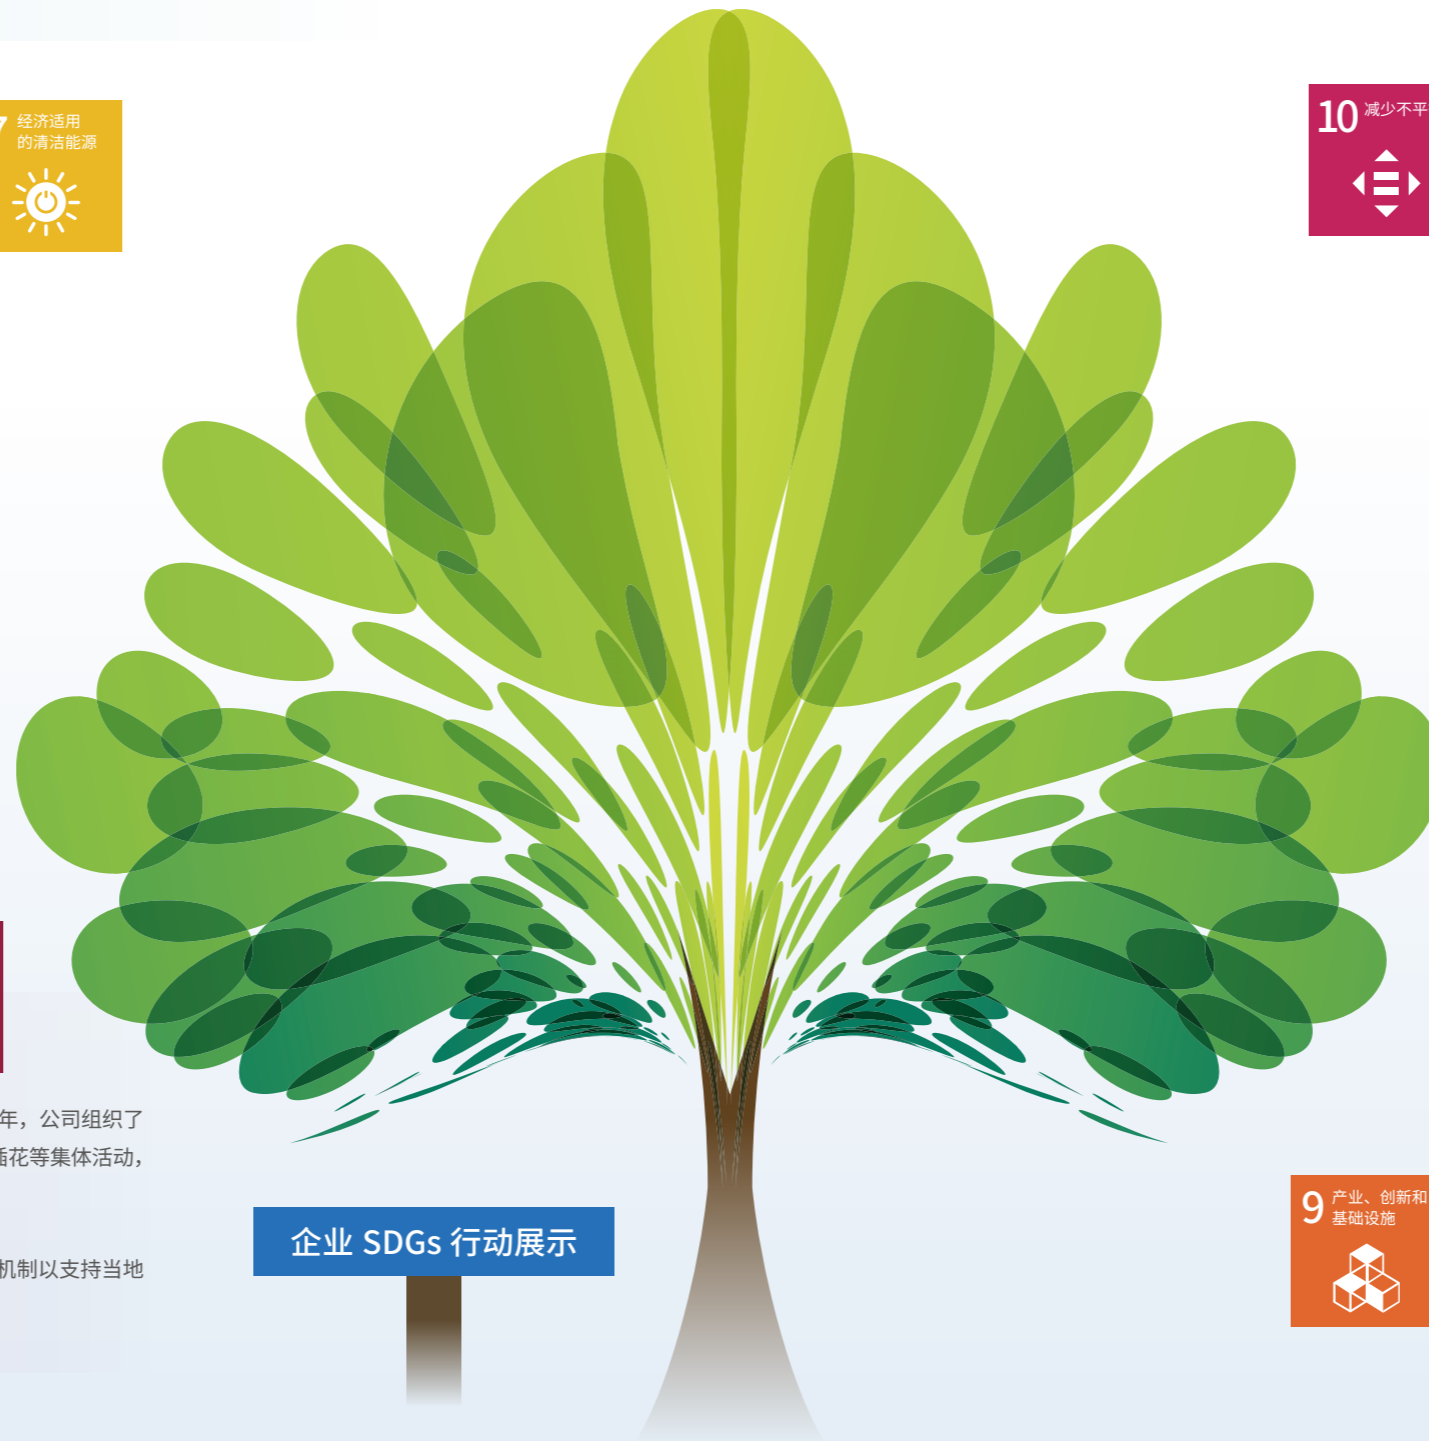 7 经济适用
的清洁能源
10 减少不平
年，公司组织了
插花等集体活动，
机制以支持当地
企业 SDGs 行动展示
9 产业、创新和
基础设施